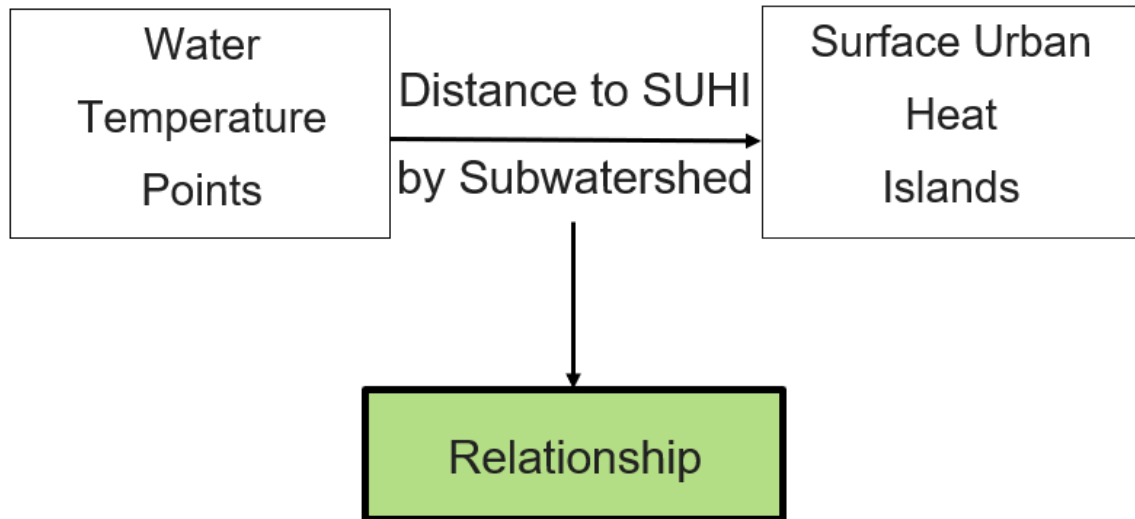 Water
Temperature
Points
Distance to SUHI
by Subwatershed
Surface Urban
Heat
Islands
Relationship